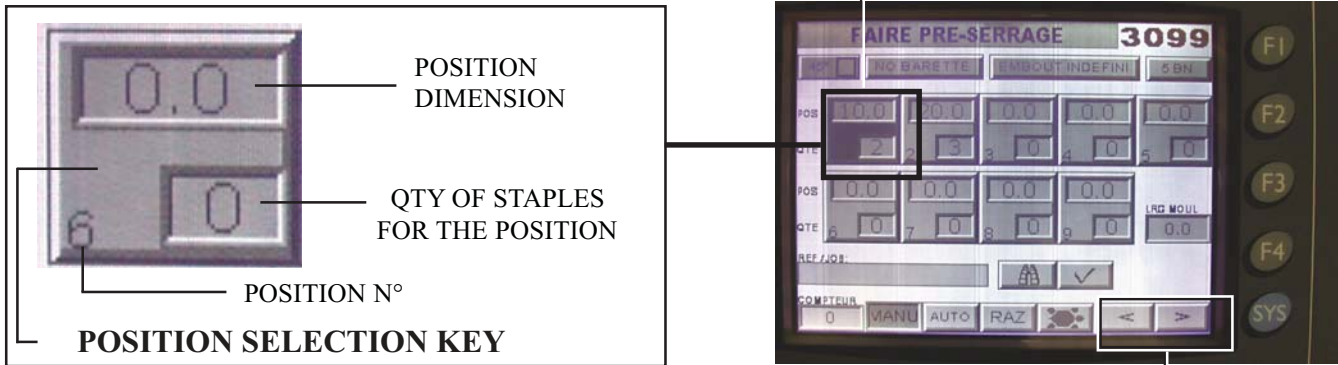 0.0
0
6
POSITION
DIMENSION
QTY OF STAPLES
FOR THE POSITION
POSITION N°
POSITION SELECTION KEY
FAIRE PRE-SERRAGE 3099
NO BARETTE EMBOUT INDEFINI 5 BN
POS 10.0 20.0 0.0 0.0 0.0
QTE 2 2 3 3 0 4 0 5 0
POS 0.0 0.0 0.0 0.0
LRG MOUL
QTE 6 0 7 0 8 0 9 0 0.0
REF/JOB:
COMPTEUR
0 MANU AUTO RAZ < >
F1
F2
F3
F4
SYS